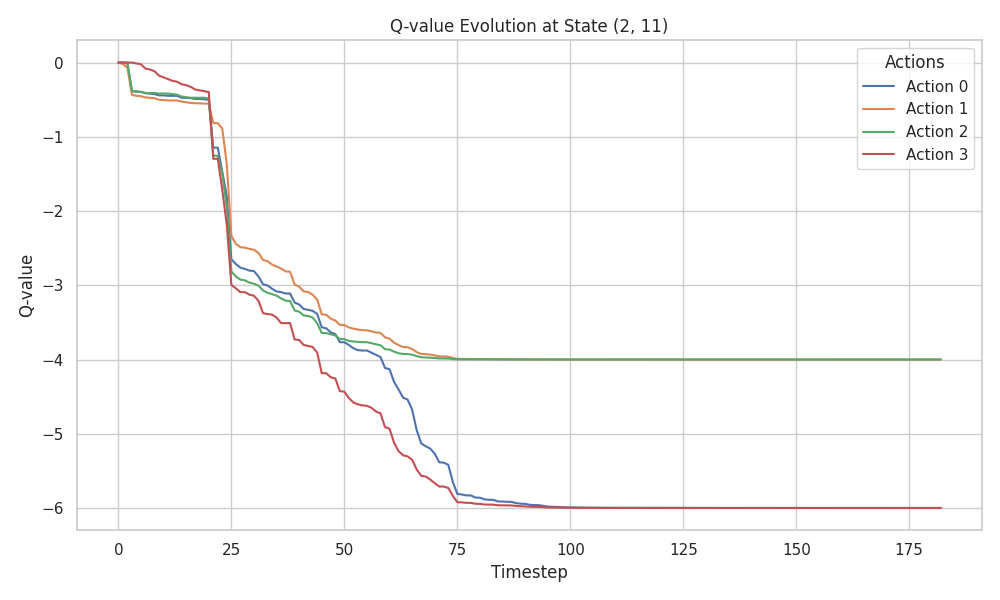 Q-value Evolution at State (2, 11)
Actions
Action 0
Action 1
Action 2
Action 3
Q-value
0
−1
−2
−3
−4
−5
−6
0 25 50 75 100 125 150 175
Timestep